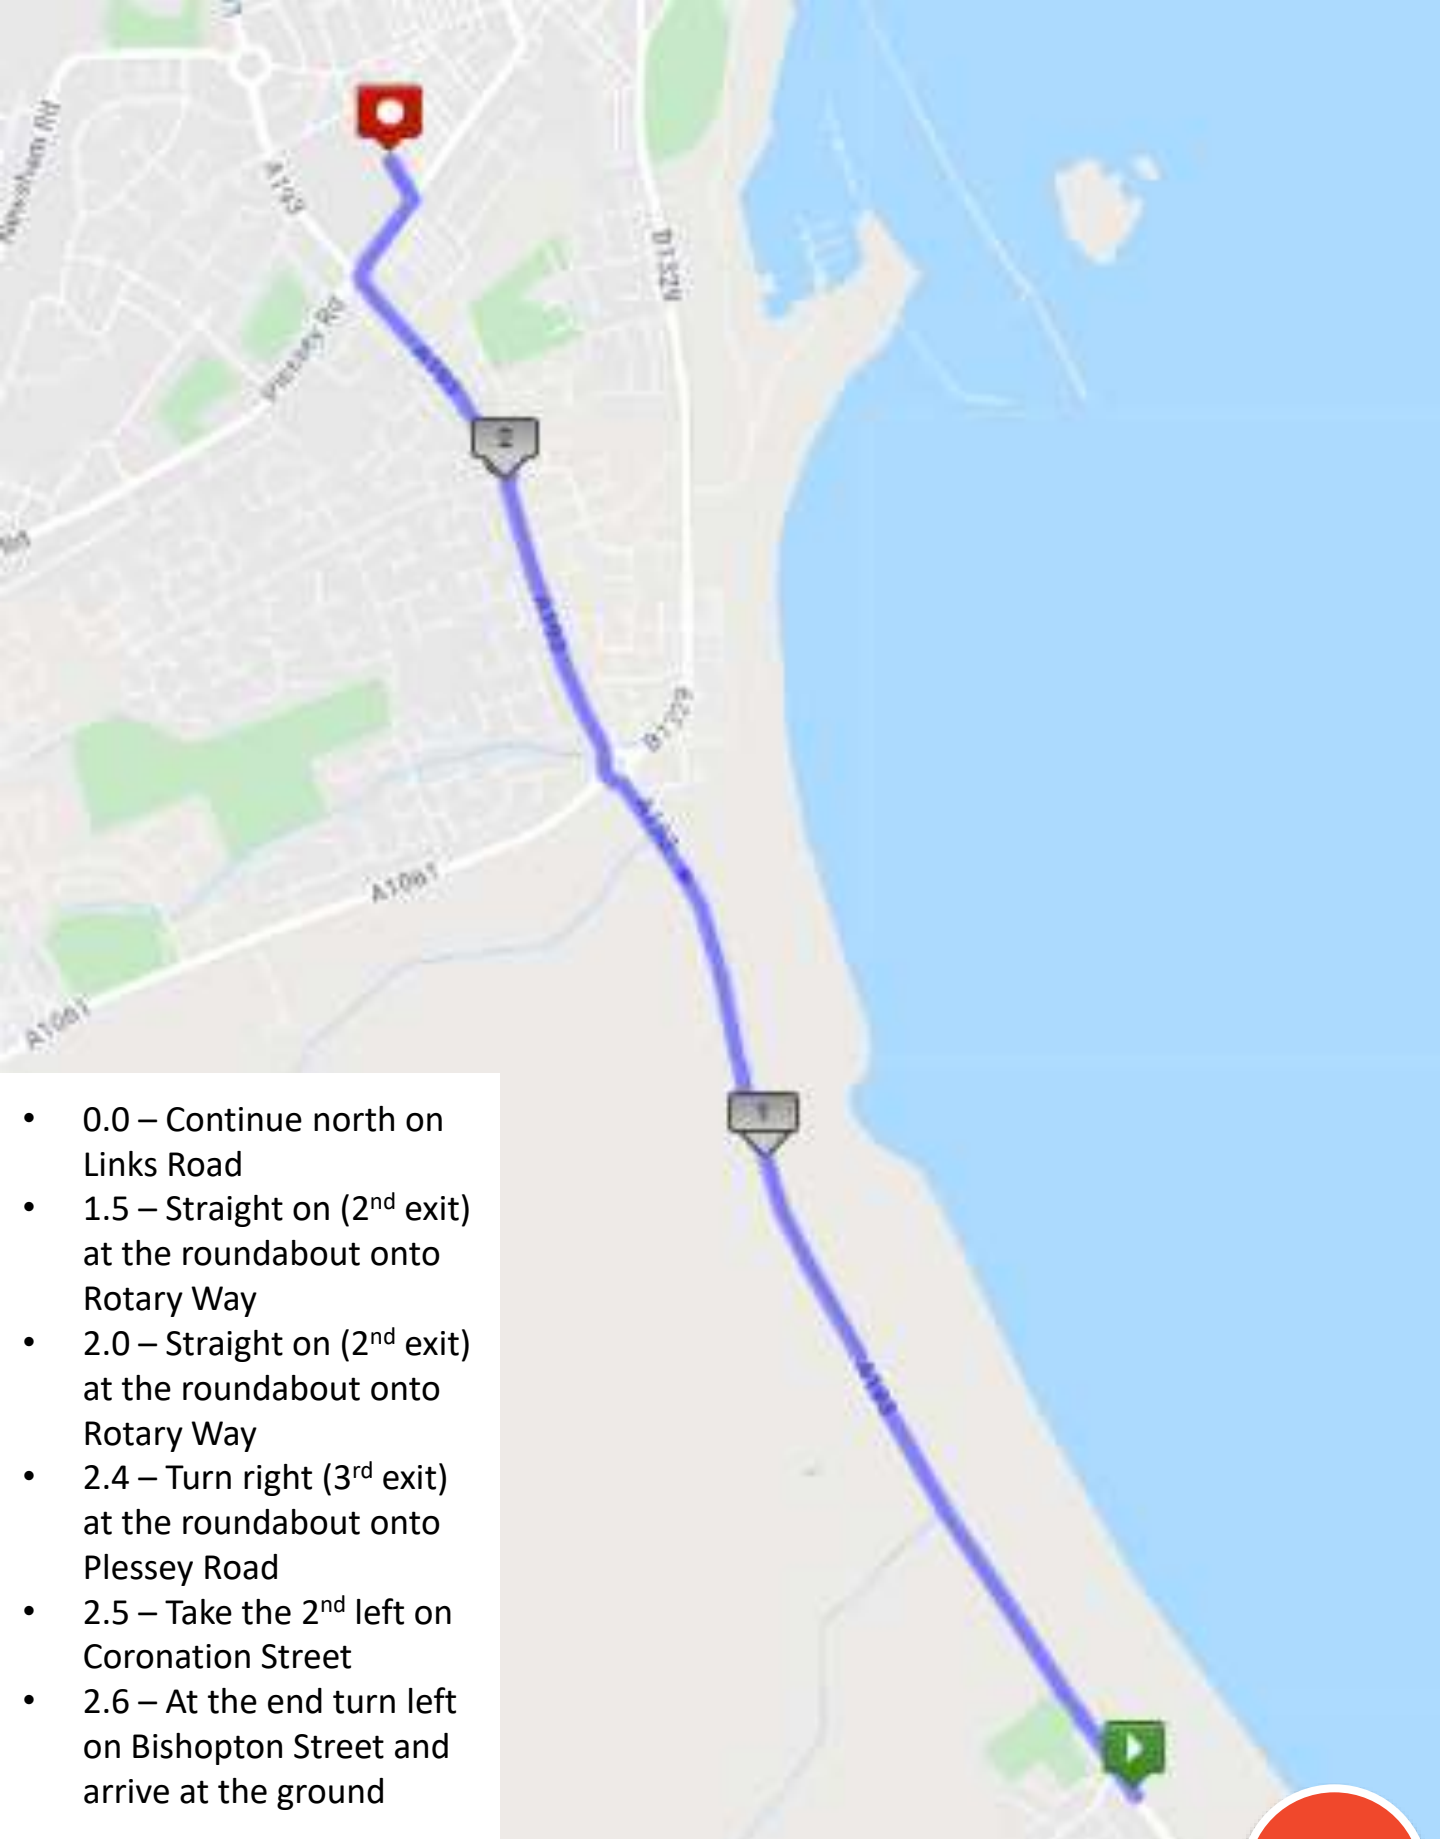 Newsham Rd
A193
B1329
Plessey Rd
A193
Rd
A193
B1329
A193
A1061
A1061
1
A193
• 0.0 – Continue north on
Links Road
• 1.5 – Straight on (2nd exit)
at the roundabout onto
Rotary Way
• 2.0 – Straight on (2nd exit)
at the roundabout onto
Rotary Way
• 2.4 – Turn right (3rd exit)
at the roundabout onto
Plessey Road
• 2.5 – Take the 2nd left on
Coronation Street
• 2.6 – At the end turn left
on Bishopton Street and
arrive at the ground